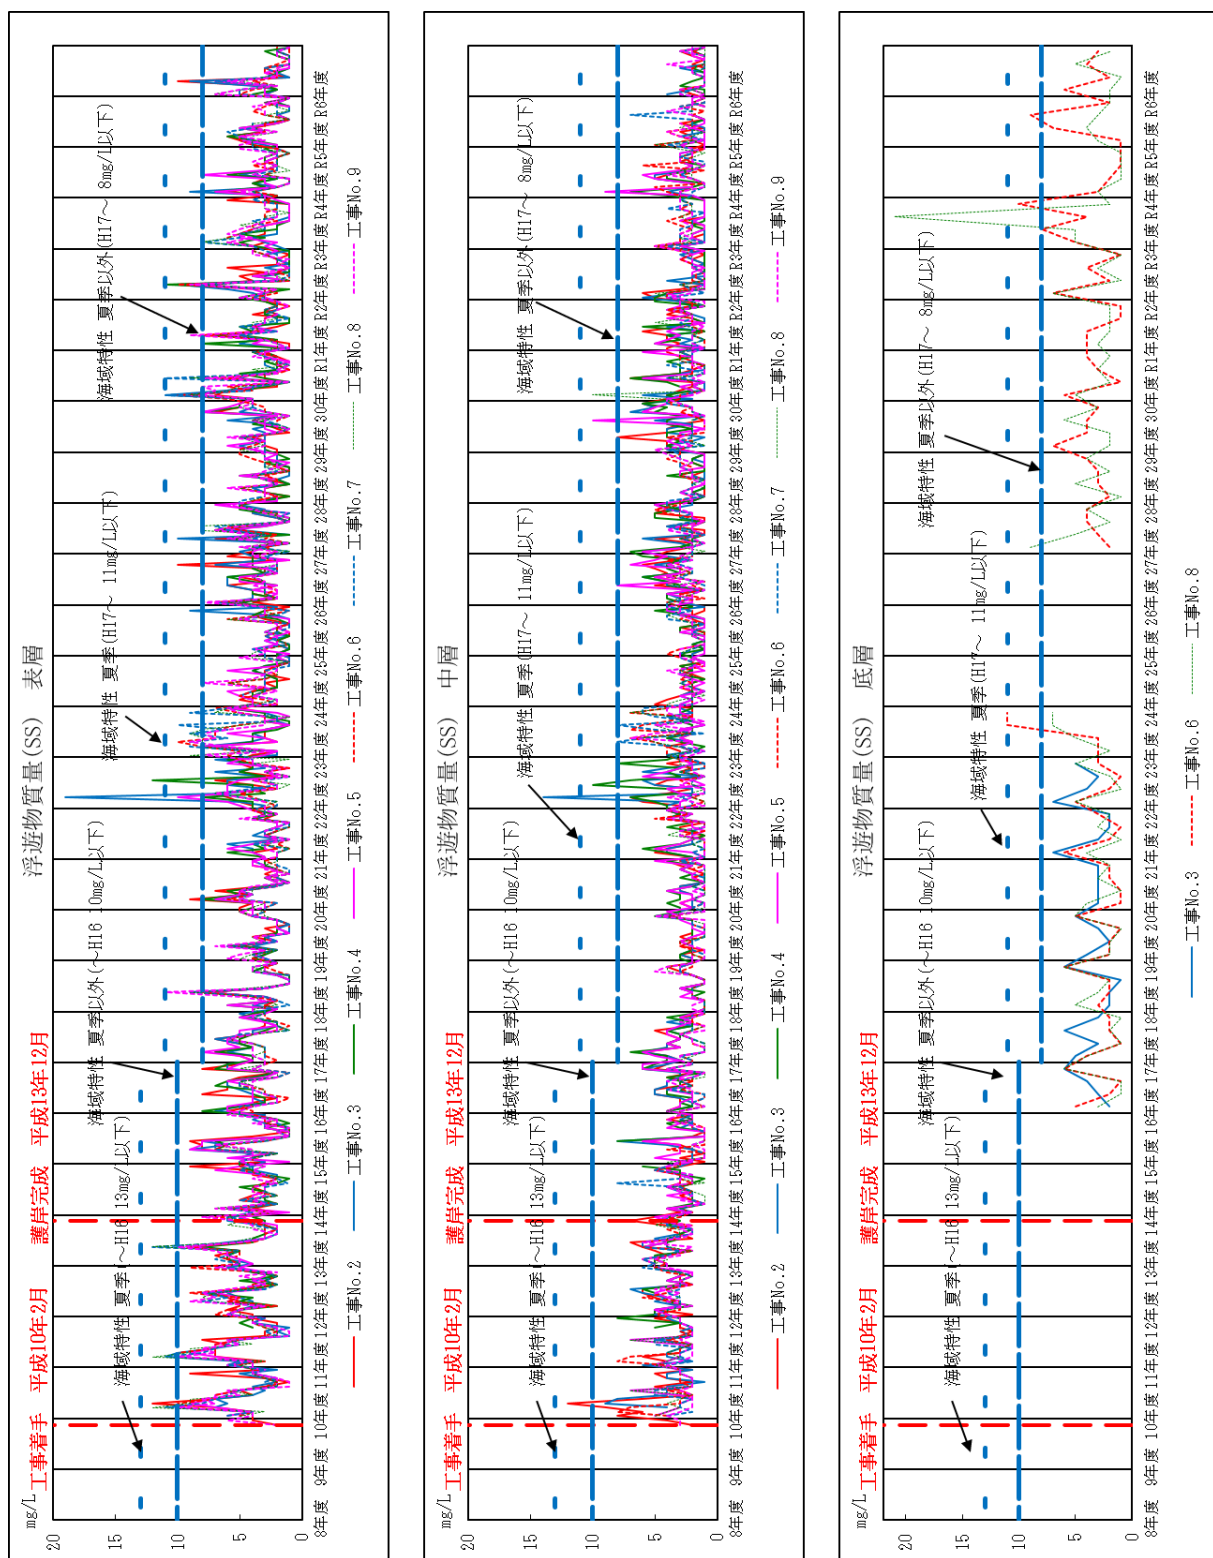 浮遊物質量(SS)　表層
mg/L
工事着手　平成10年2月
護岸完成　平成13年12月
海域特性 夏季(～H16 13mg/L以下)
海域特性 夏季以外(～H16 10mg/L以下)
海域特性 夏季(H17～ 11mg/L以下)
海域特性 夏季以外(H17～ 8mg/L以下)
20
15
10
5
0
8年度 9年度 10年度 11年度 12年度 13年度 14年度 15年度 16年度 17年度 18年度 19年度 20年度 21年度 22年度 23年度 24年度 25年度 26年度 27年度 28年度 29年度 30年度 R1年度 R2年度 R3年度 R4年度 R5年度 R6年度
工事No.2 工事No.3 工事No.4 工事No.5 工事No.6 工事No.7 工事No.8 工事No.9
浮遊物質量(SS)　中層
mg/L
工事着手　平成10年2月
護岸完成　平成13年12月
海域特性 夏季(～H16 13mg/L以下)
海域特性 夏季以外(～H16 10mg/L以下)
海域特性 夏季(H17～ 11mg/L以下)
海域特性 夏季以外(H17～ 8mg/L以下)
20
15
10
5
0
8年度 9年度 10年度 11年度 12年度 13年度 14年度 15年度 16年度 17年度 18年度 19年度 20年度 21年度 22年度 23年度 24年度 25年度 26年度 27年度 28年度 29年度 30年度 R1年度 R2年度 R3年度 R4年度 R5年度 R6年度
工事No.2 工事No.3 工事No.4 工事No.5 工事No.6 工事No.7 工事No.8 工事No.9
浮遊物質量(SS)　底層
mg/L
工事着手　平成10年2月
護岸完成　平成13年12月
海域特性 夏季(～H16 13mg/L以下)
海域特性 夏季以外(～H16 10mg/L以下)
海域特性 夏季(H17～ 11mg/L以下)
海域特性 夏季以外(H17～ 8mg/L以下)
20
15
10
5
0
8年度 9年度 10年度 11年度 12年度 13年度 14年度 15年度 16年度 17年度 18年度 19年度 20年度 21年度 22年度 23年度 24年度 25年度 26年度 27年度 28年度 29年度 30年度 R1年度 R2年度 R3年度 R4年度 R5年度 R6年度
工事No.3 工事No.6 工事No.8